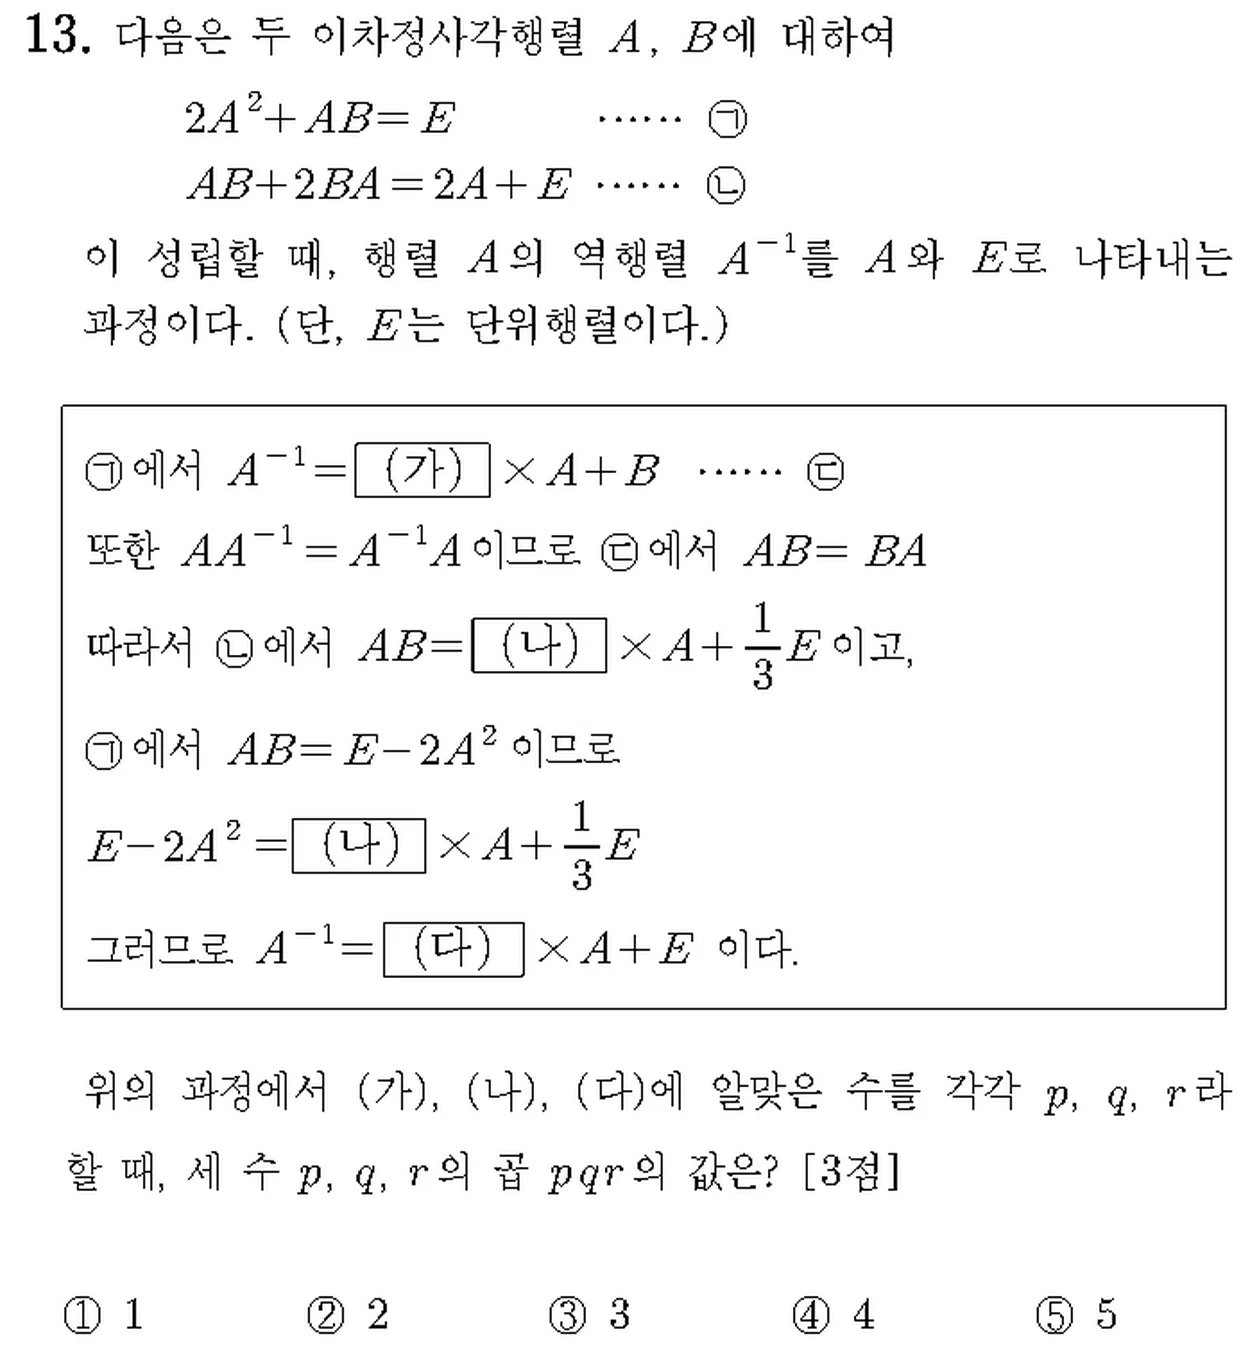 13. 다음은 두 이차정사각행렬 A, B에 대하여
2A²+AB=E ⋯⋯ ㉠
AB+2BA=2A+E ⋯⋯ ㉡
이 성립할 때, 행렬 A의 역행렬 A⁻¹를 A와 E로 나타내는
과정이다. (단, E는 단위행렬이다.)
㉠에서 A⁻¹= (가) ×A+B ⋯⋯ ㉢
또한 AA⁻¹=A⁻¹A이므로 ㉢에서 AB=BA
따라서 ㉡에서 AB= (나) ×A+1/3E이고,
㉠에서 AB=E-2A²이므로
E-2A²= (나) ×A+1/3E
그러므로 A⁻¹= (다) ×A+E 이다.
위의 과정에서 (가), (나), (다)에 알맞은 수를 각각 p, q, r라
할 때, 세 수 p, q, r의 곱 pqr의 값은? [3점]
① 1 ② 2 ③ 3 ④ 4 ⑤ 5